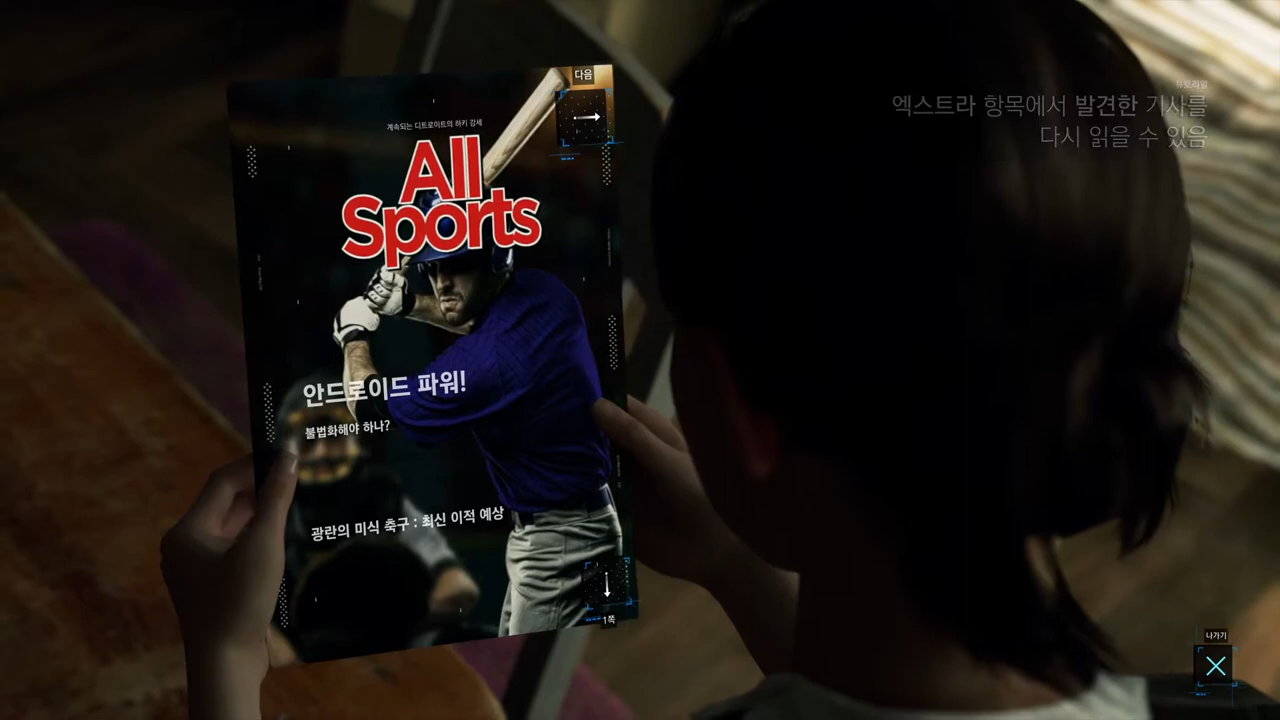 다음
계속되는 디트로이트의 하키 강세
All
Sports
안드로이드 파워!
불법화해야 하나?
광란의 미식 축구 : 최신 이적 예상
1쪽
튜토리얼
엑스트라 항목에서 발견한 기사를
다시 읽을 수 있음
나가기